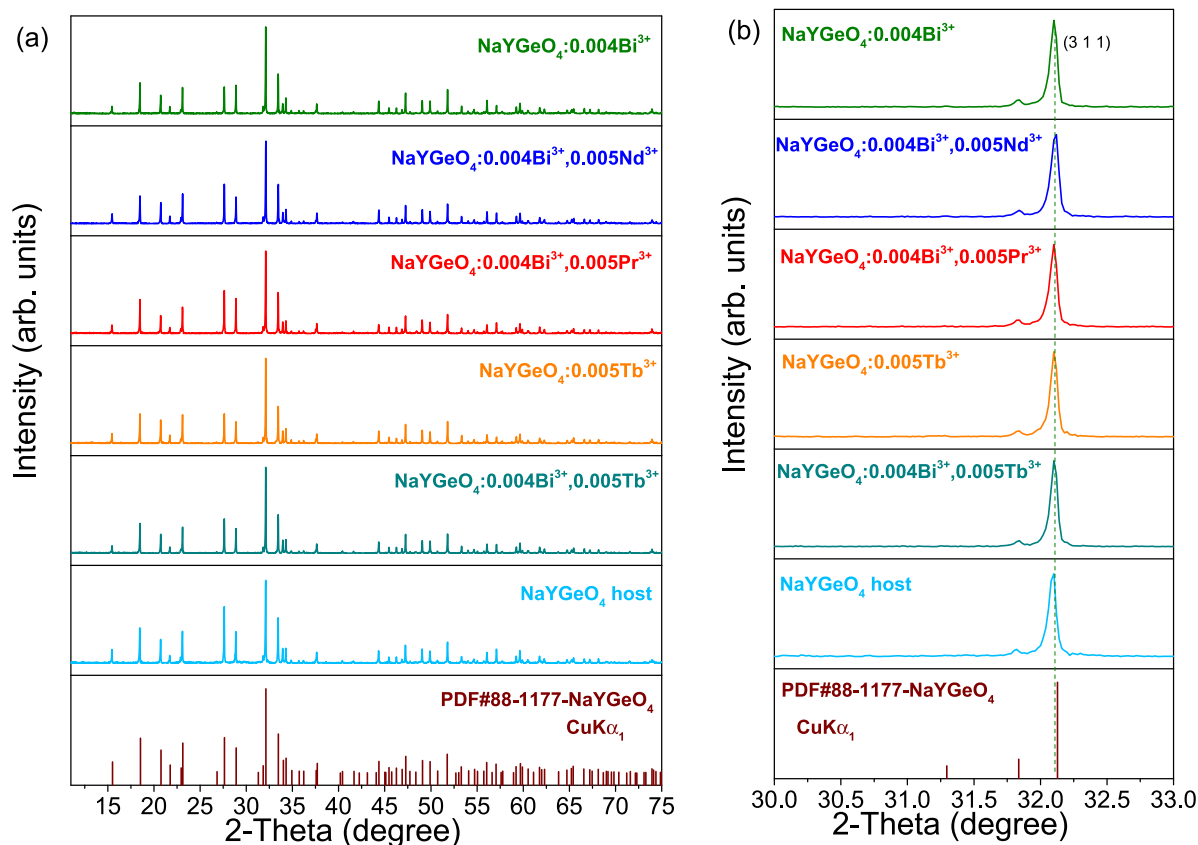 (a)
NaYGeO₄:0.004Bi³⁺
NaYGeO₄:0.004Bi³⁺,0.005Nd³⁺
NaYGeO₄:0.004Bi³⁺,0.005Pr³⁺
NaYGeO₄:0.005Tb³⁺
NaYGeO₄:0.004Bi³⁺,0.005Tb³⁺
NaYGeO₄ host
PDF#88-1177-NaYGeO₄
CuKα₁
Intensity (arb. units)
15 20 25 30 35 40 45 50 55 60 65 70 75
2-Theta (degree)
(b)
NaYGeO₄:0.004Bi³⁺
(3 1 1)
NaYGeO₄:0.004Bi³⁺,0.005Nd³⁺
NaYGeO₄:0.004Bi³⁺,0.005Pr³⁺
NaYGeO₄:0.005Tb³⁺
NaYGeO₄:0.004Bi³⁺,0.005Tb³⁺
NaYGeO₄ host
PDF#88-1177-NaYGeO₄
CuKα₁
Intensity (arb. units)
30.0 30.5 31.0 31.5 32.0 32.5 33.0
2-Theta (degree)